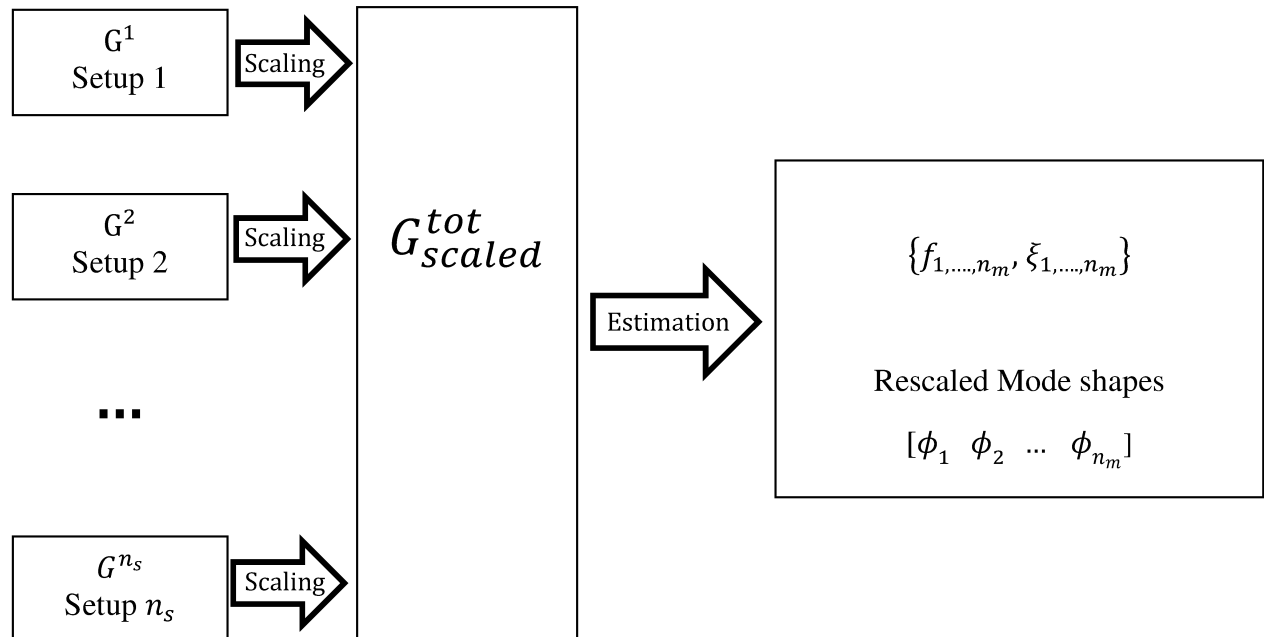 G¹
Setup 1
Scaling
G²
Setup 2
Scaling
...
G^{n_s}
Setup n_s
Scaling
G^{tot}_{scaled}
Estimation
{f_{1,....,n_m}, ξ_{1,....,n_m}}
Rescaled Mode shapes
[ϕ_1 ϕ_2 ... ϕ_{n_m}]